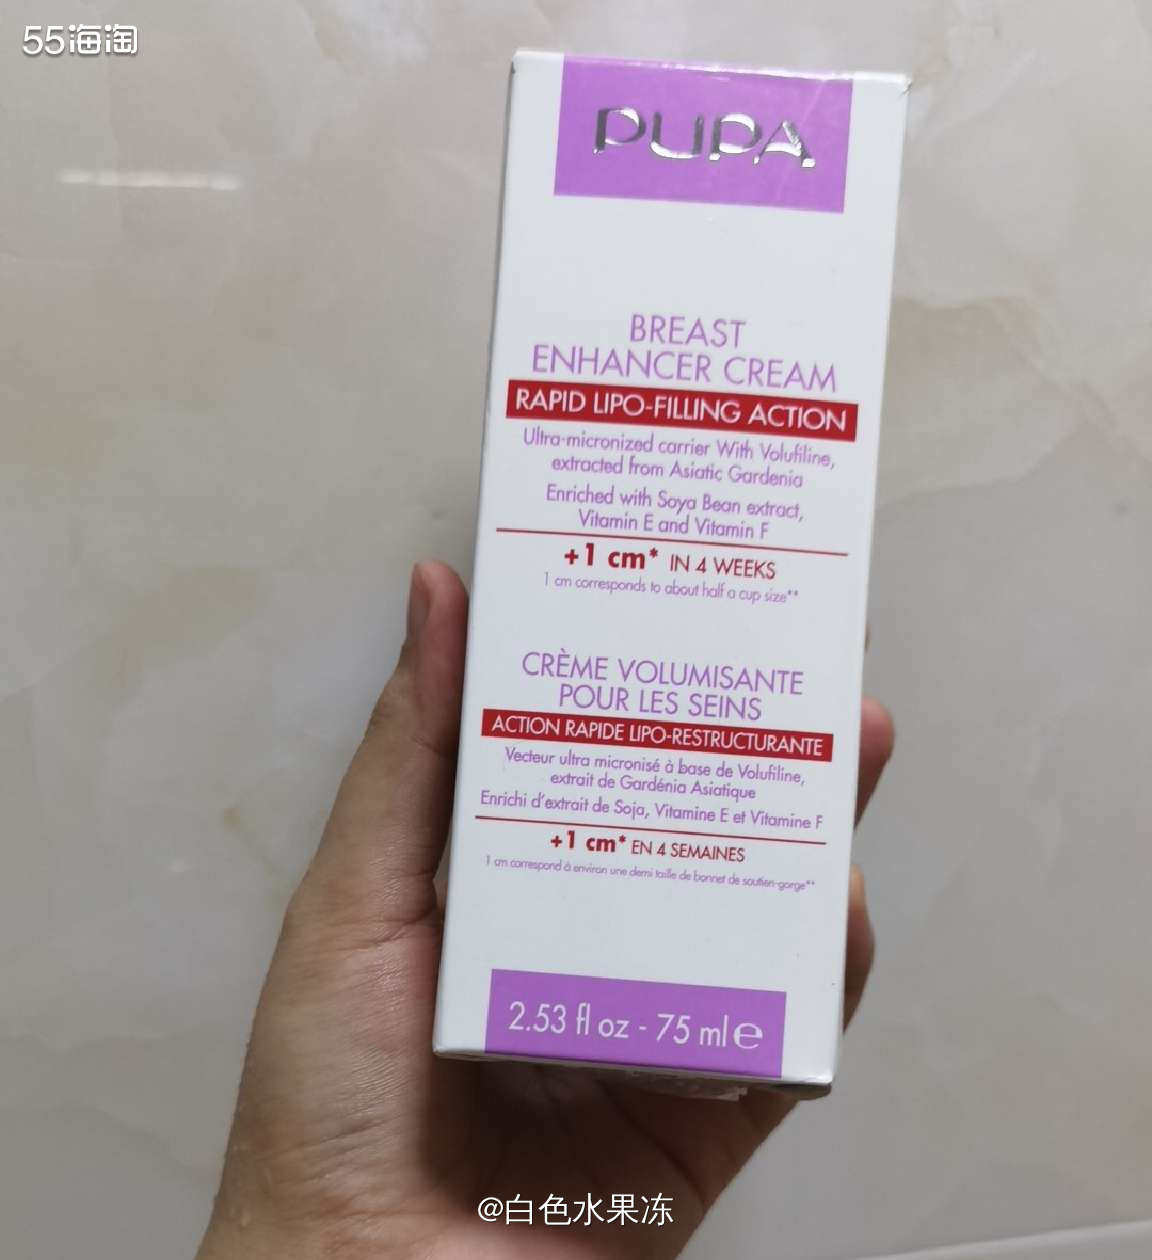 55海淘
PUPA
BREAST
ENHANCER CREAM
RAPID LIPO-FILLING ACTION
Ultra-micronized carrier With Volufiline,
extracted from Asiatic Gardenia
Enriched with Soya Bean extract,
Vitamin E and Vitamin F
+1 cm* IN 4 WEEKS
1 cm corresponds to about half a cup size**
CRÈME VOLUMISANTE
POUR LES SEINS
ACTION RAPIDE LIPO-RESTRUCTURANTE
Vecteur ultra micronisé à base de Volufiline,
extrait de Gardénia Asiatique
Enrichi d'extrait de Soja, Vitamine E et Vitamine F
+1 cm* EN 4 SEMAINES
1 cm correspond à environ une demi taille de bonnet de soutien-gorge**
2.53 fl oz - 75 ml e
@白色水果冻